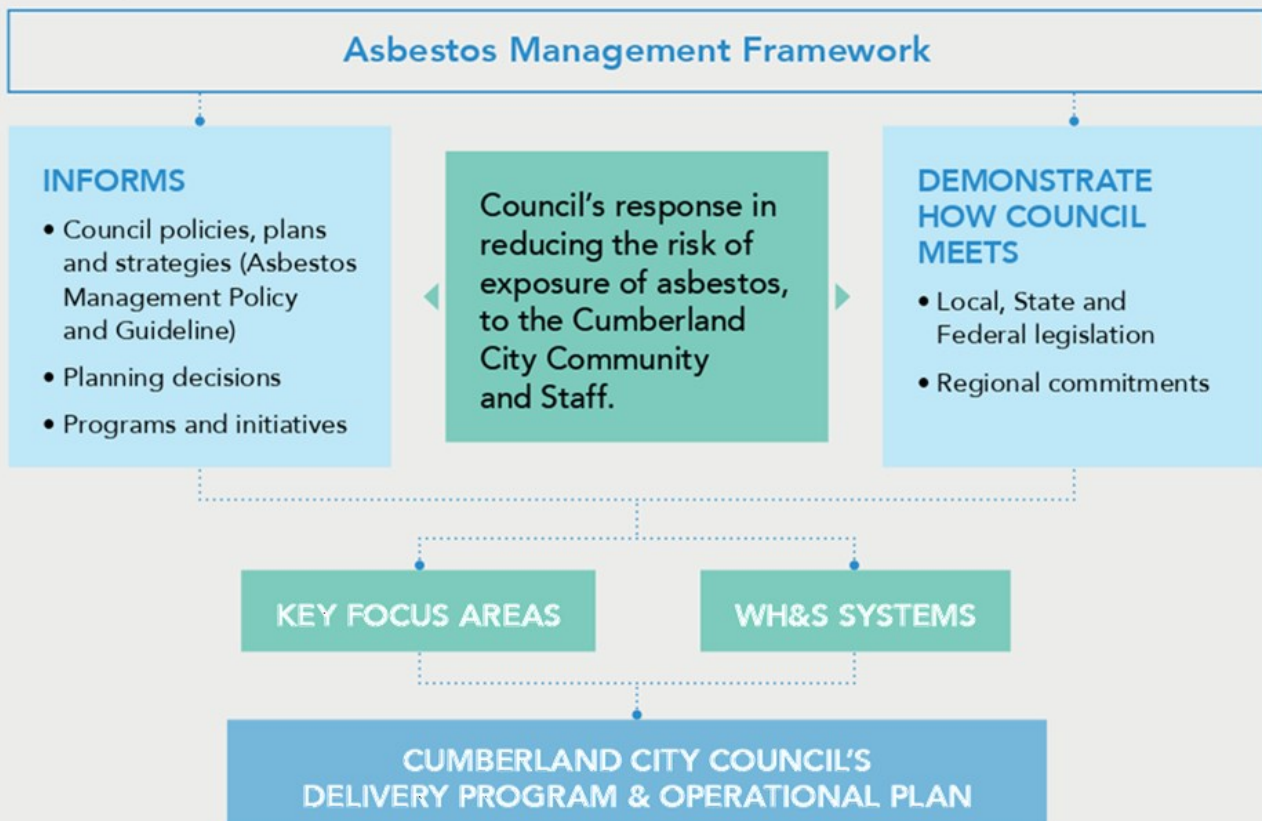 Asbestos Management Framework
INFORMS
• Council policies, plans
and strategies (Asbestos
Management Policy
and Guideline)
• Planning decisions
• Programs and initiatives
Council’s response in
reducing the risk of
exposure of asbestos,
to the Cumberland
City Community
and Staff.
DEMONSTRATE
HOW COUNCIL
MEETS
• Local, State and
Federal legislation
• Regional commitments
KEY FOCUS AREAS
WH&S SYSTEMS
CUMBERLAND CITY COUNCIL’S
DELIVERY PROGRAM & OPERATIONAL PLAN